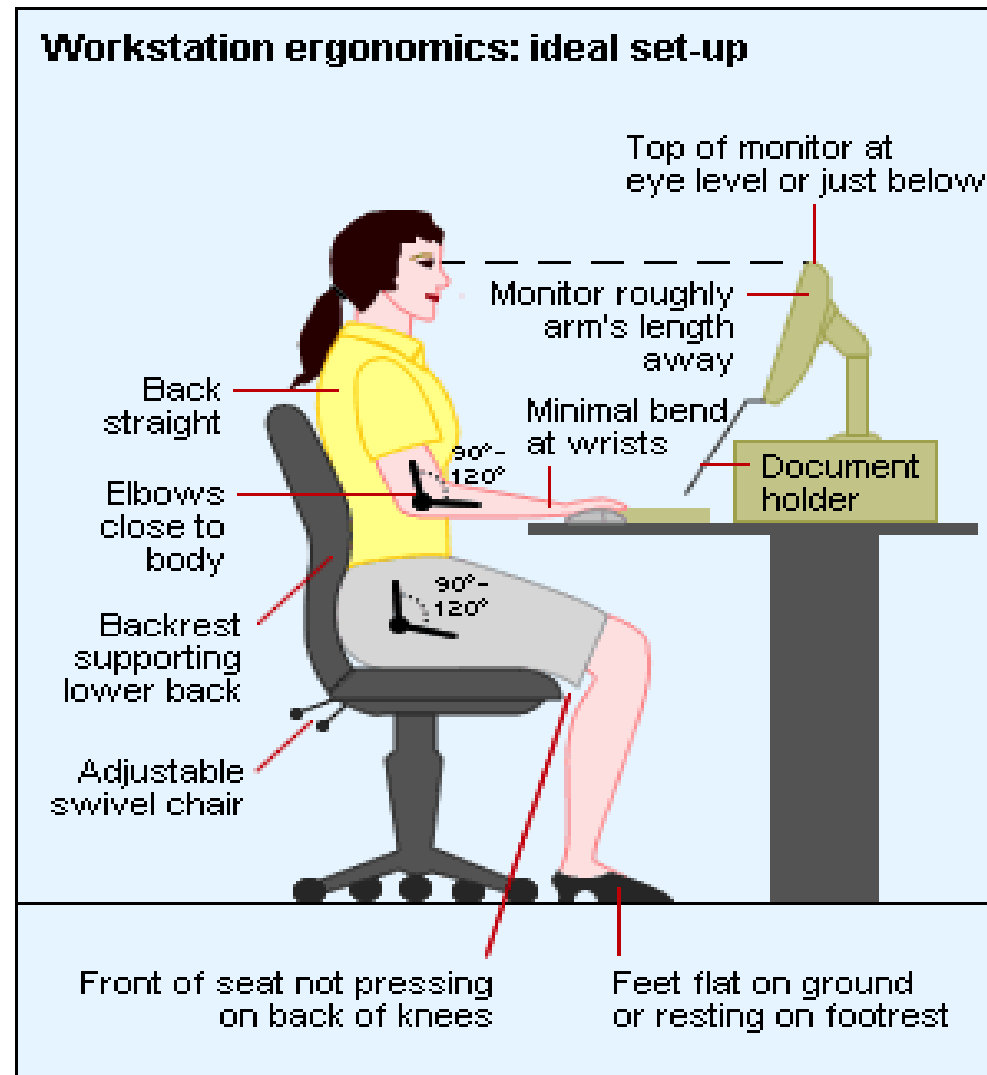 Workstation ergonomics: ideal set-up
Top of monitor at
eye level or just below
Monitor roughly
arm's length
away
Back
straight
Minimal bend
at wrists
90°-
120°
Document
holder
Elbows
close to
body
90°-
120°
Backrest
supporting
lower back
Adjustable
swivel chair
Front of seat not pressing
on back of knees
Feet flat on ground
or resting on footrest